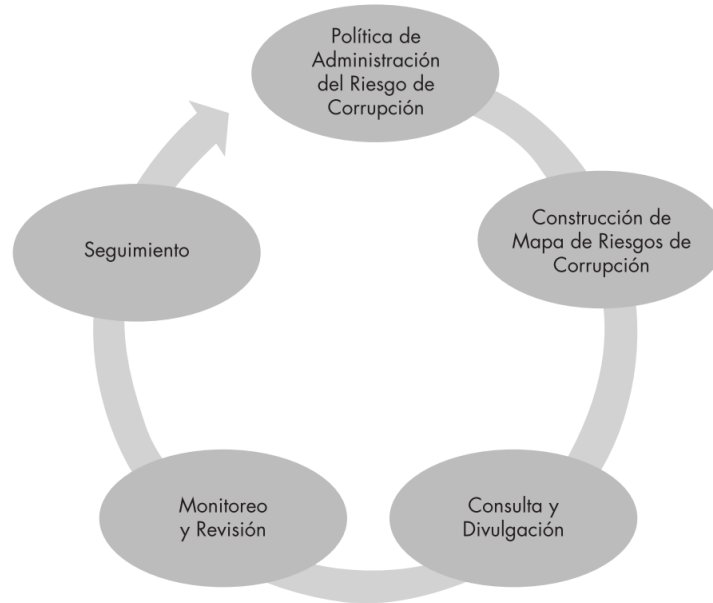 Política de
Administración
del Riesgo de
Corrupción
Construcción de
Mapa de Riesgos de
Corrupción
Consulta y
Divulgación
Monitoreo
y Revisión
Seguimiento